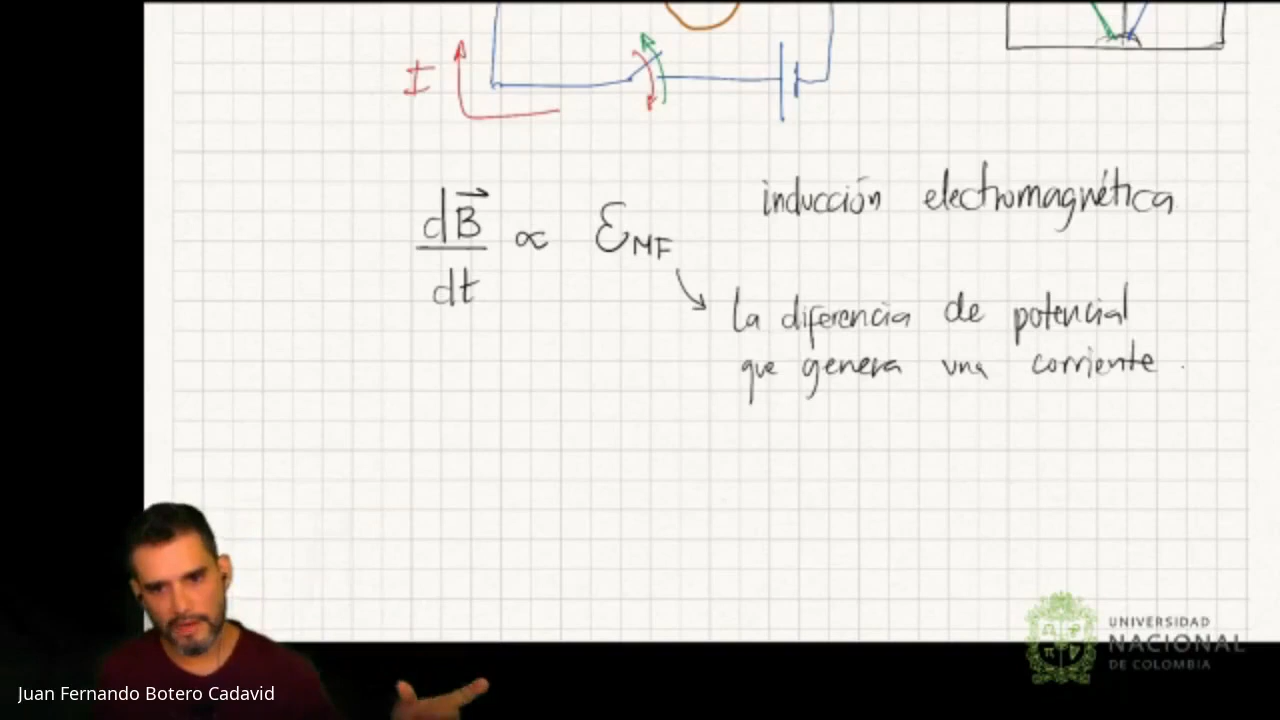 I
inducción electromagnética
dB⃗/dt ∝ ℰMF
la diferencia de potencial
que genera una corriente.
UNIVERSIDAD
NACIONAL
DE COLOMBIA
Juan Fernando Botero Cadavid